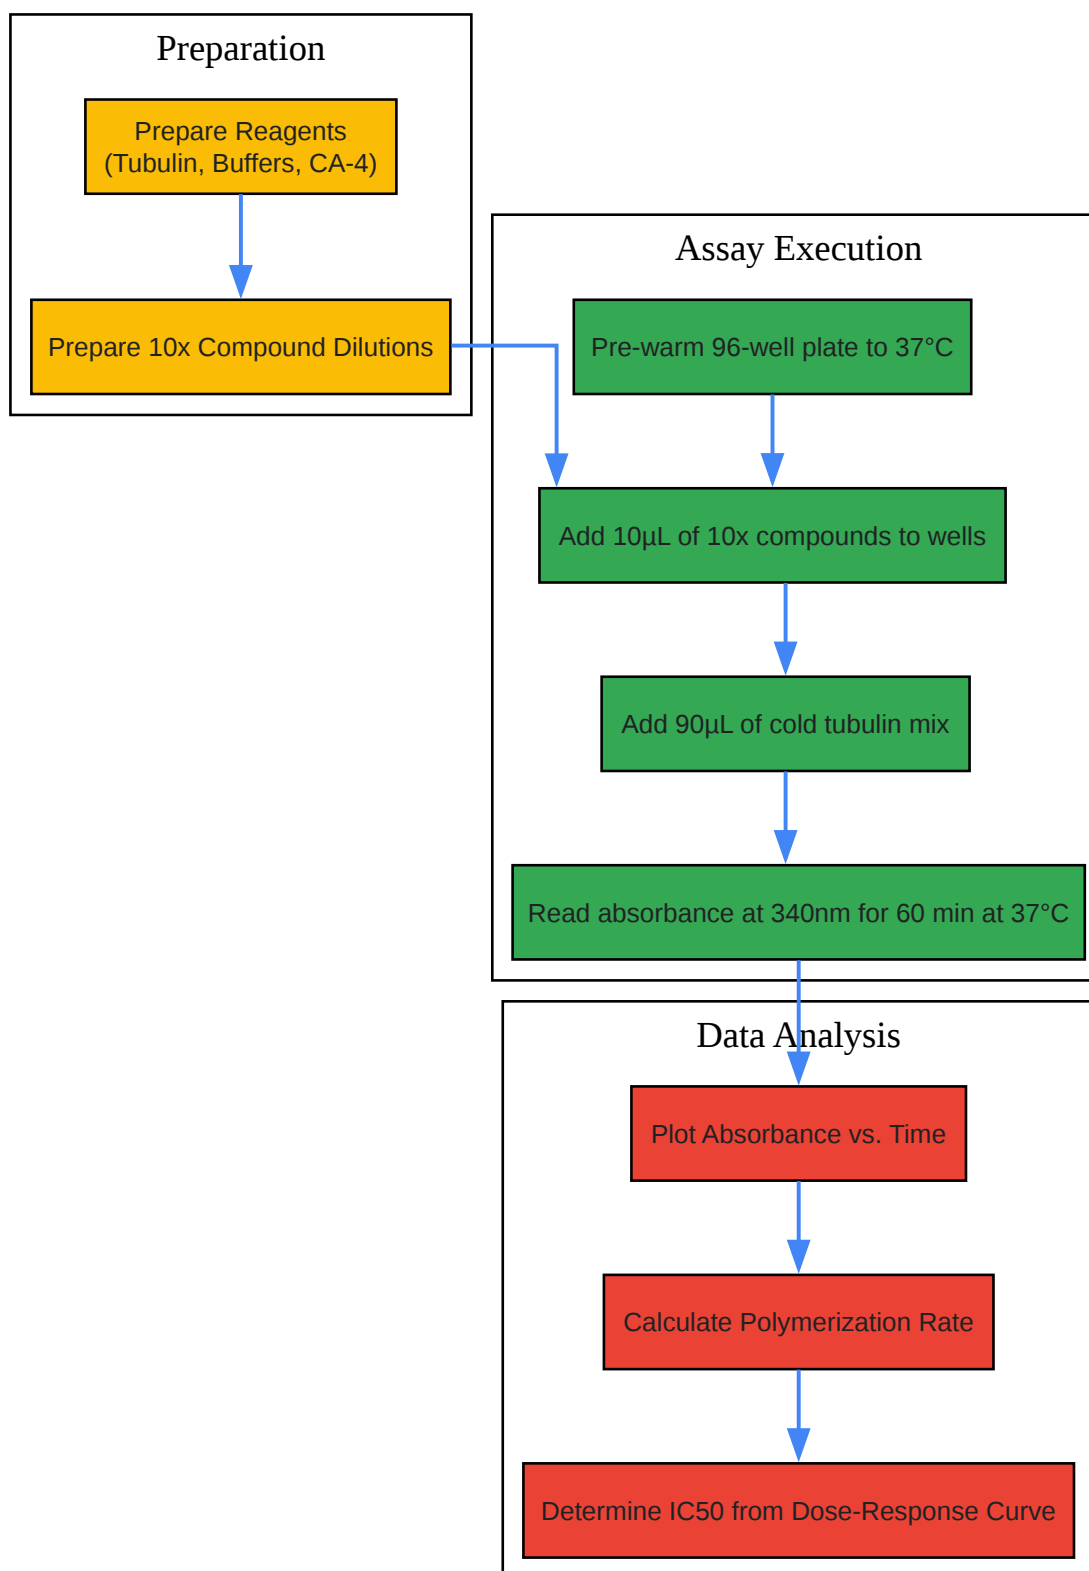 Preparation
Prepare Reagents
(Tubulin, Buffers, CA-4)
Prepare 10x Compound Dilutions
Assay Execution
Pre-warm 96-well plate to 37°C
Add 10µL of 10x compounds to wells
Add 90µL of cold tubulin mix
Read absorbance at 340nm for 60 min at 37°C
Data Analysis
Plot Absorbance vs. Time
Calculate Polymerization Rate
Determine IC50 from Dose-Response Curve